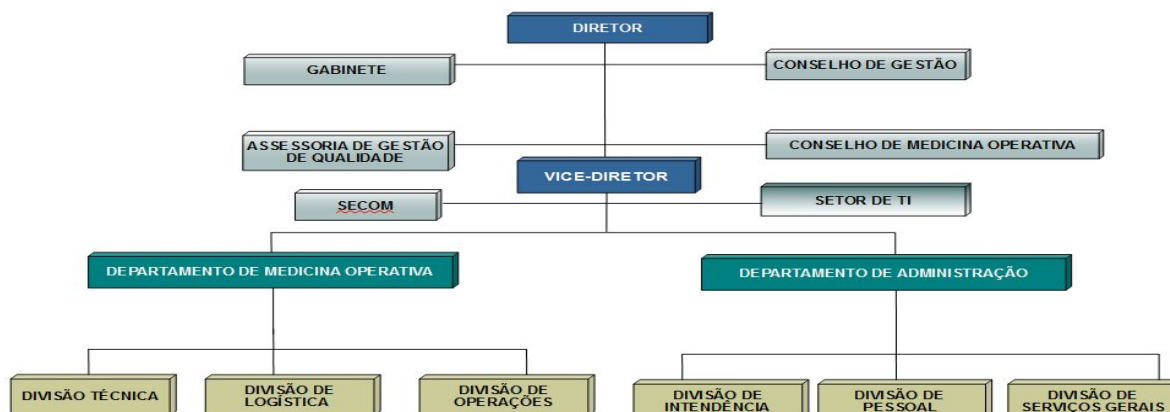 DIRETOR
GABINETE
CONSELHO DE GESTÃO
ASSESSORIA DE GESTÃO
DE QUALIDADE
CONSELHO DE MEDICINA OPERATIVA
VICE-DIRETOR
SECOM
SETOR DE TI
DEPARTAMENTO DE MEDICINA OPERATIVA
DEPARTAMENTO DE ADMINISTRAÇÃO
DIVISÃO TÉCNICA
DIVISÃO DE
LOGÍSTICA
DIVISÃO DE
OPERAÇÕES
DIVISÃO DE
INTENDÊNCIA
DIVISÃO DE
PESSOAL
DIVISÃO DE
SERVIÇOS GERAIS